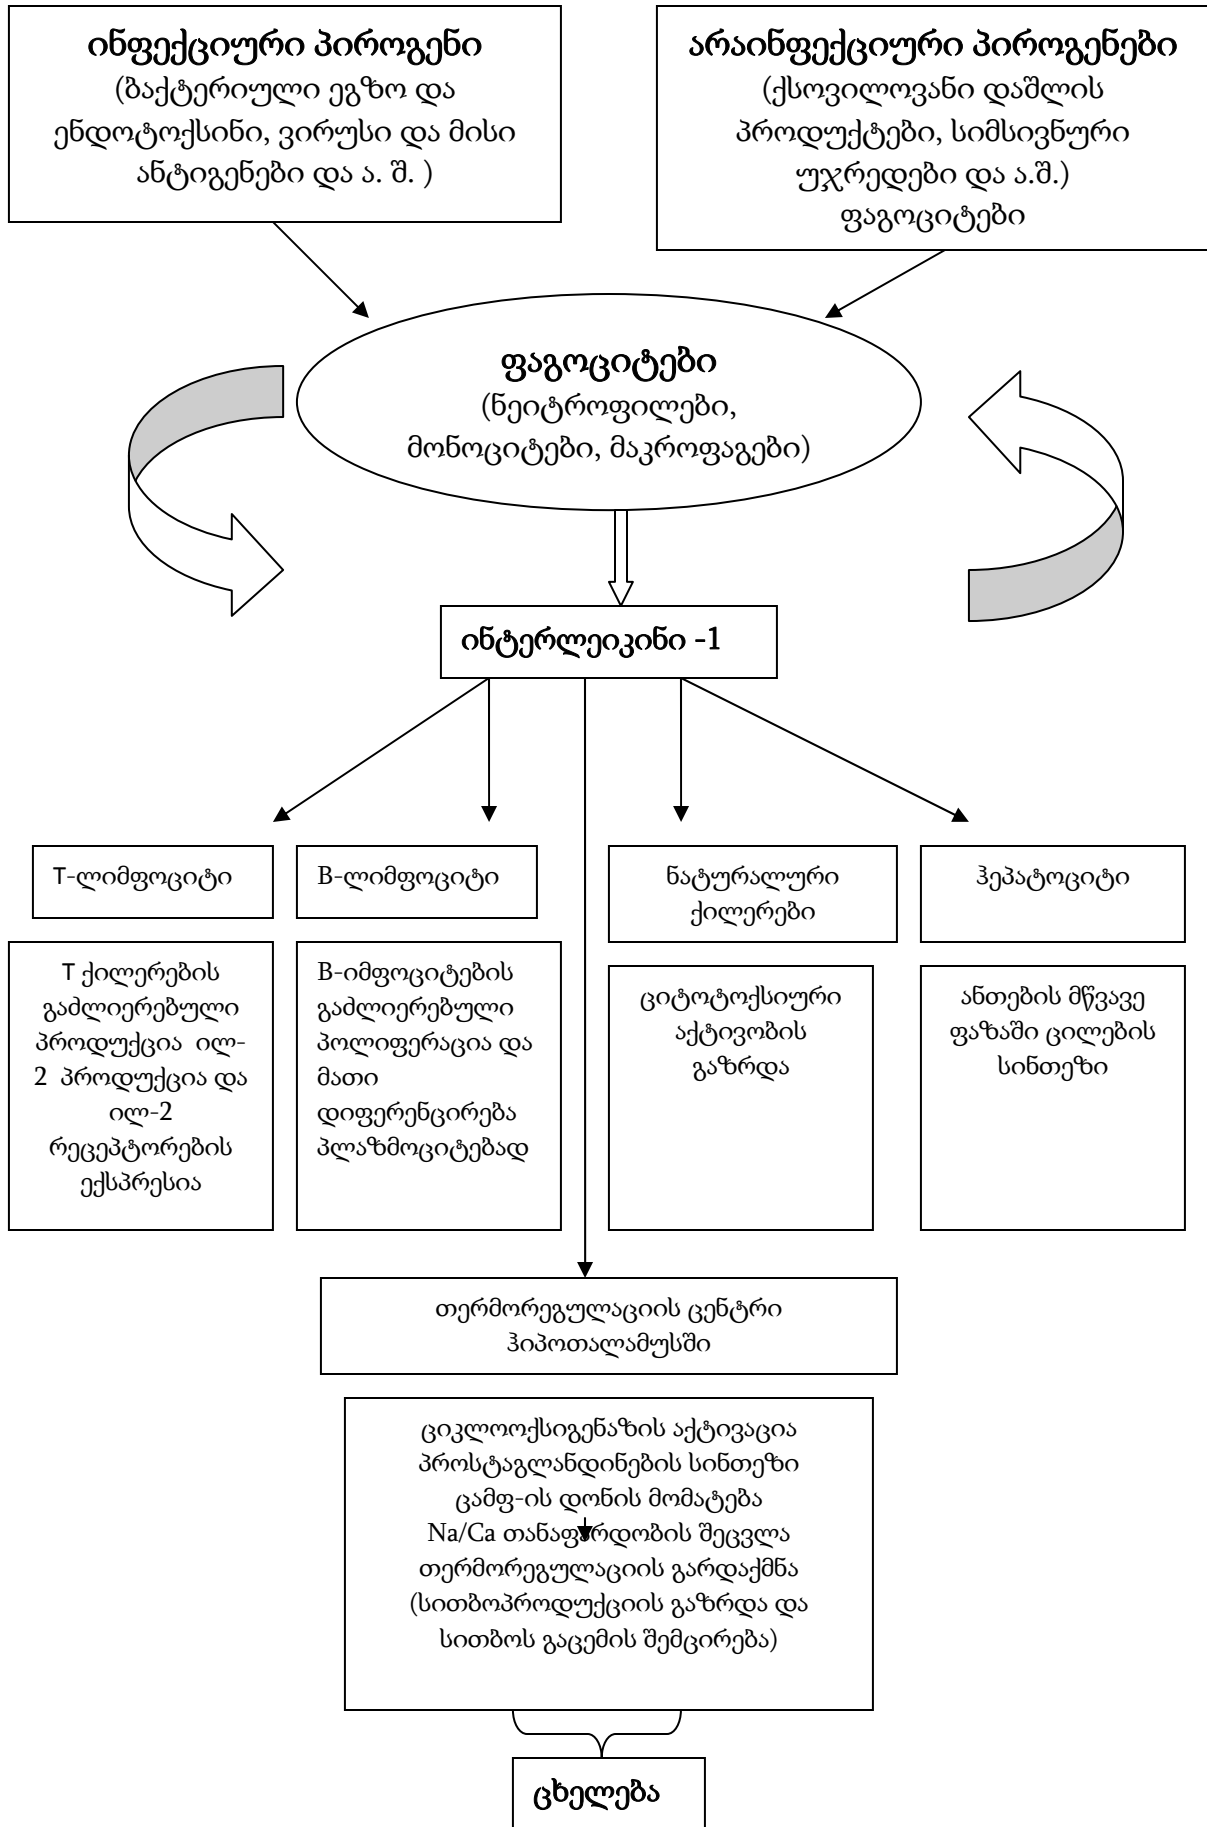 ინფექციური პიროგენი
(ბაქტერიული ეგზო და
ენდოტოქსინი, ვირუსი და მისი
ანტიგენები და ა. შ. )
არაინფექციური პიროგენები
(ქსოვილოვანი დაშლის
პროდუქტები, სიმსივნური
უჯრედები და ა.შ.)
ფაგოციტები
ფაგოციტები
(ნეიტროფილები,
მონოციტები, მაკროფაგები)
ინტერლეიკინი -1
T-ლიმფოციტი
B-ლიმფოციტი
ნატურალური
ქილერები
ჰეპატოციტი
T ქილერების
გაძლიერებული
პროდუქცია ილ-
2 პროდუქცია და
ილ-2
რეცეპტორების
ექსპრესია
B-იმფოციტების
გაძლიერებული
პოლიფერაცია და
მათი
დიფერენცირება
პლაზმოციტებად
ციტოტოქსიური
აქტივობის
გაზრდა
ანთების მწვავე
ფაზაში ცილების
სინთეზი
თერმორეგულაციის ცენტრი
ჰიპოთალამუსში
ციკლოოქსიგენაზის აქტივაცია
პროსტაგლანდინების სინთეზი
ცამფ-ის დონის მომატება
Na/Ca თანაფარდობის შეცვლა
თერმორეგულაციის გარდაქმნა
(სითბოპროდუქციის გაზრდა და
სითბოს გაცემის შემცირება)
ცხელება